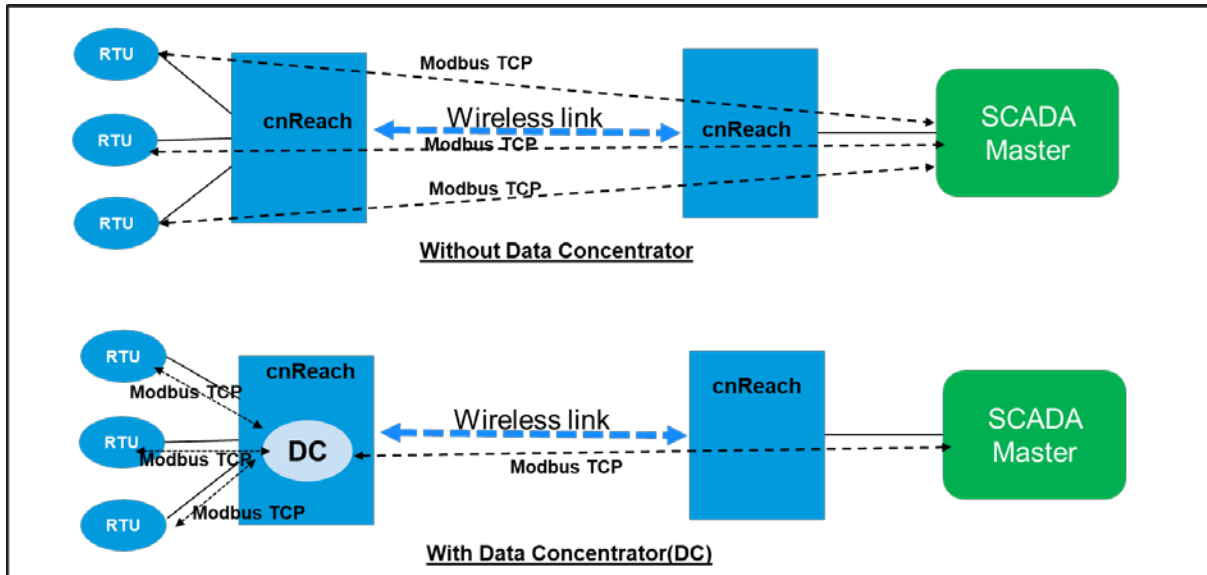 RTU
Modbus TCP
cnReach
Wireless link
cnReach
SCADA
Master
RTU
Modbus TCP
RTU
Modbus TCP
Without Data Concentrator
RTU
cnReach
cnReach
Modbus TCP
Wireless link
SCADA
Master
RTU
DC
Modbus TCP
Modbus TCP
RTU
Modbus TCP
With Data Concentrator(DC)